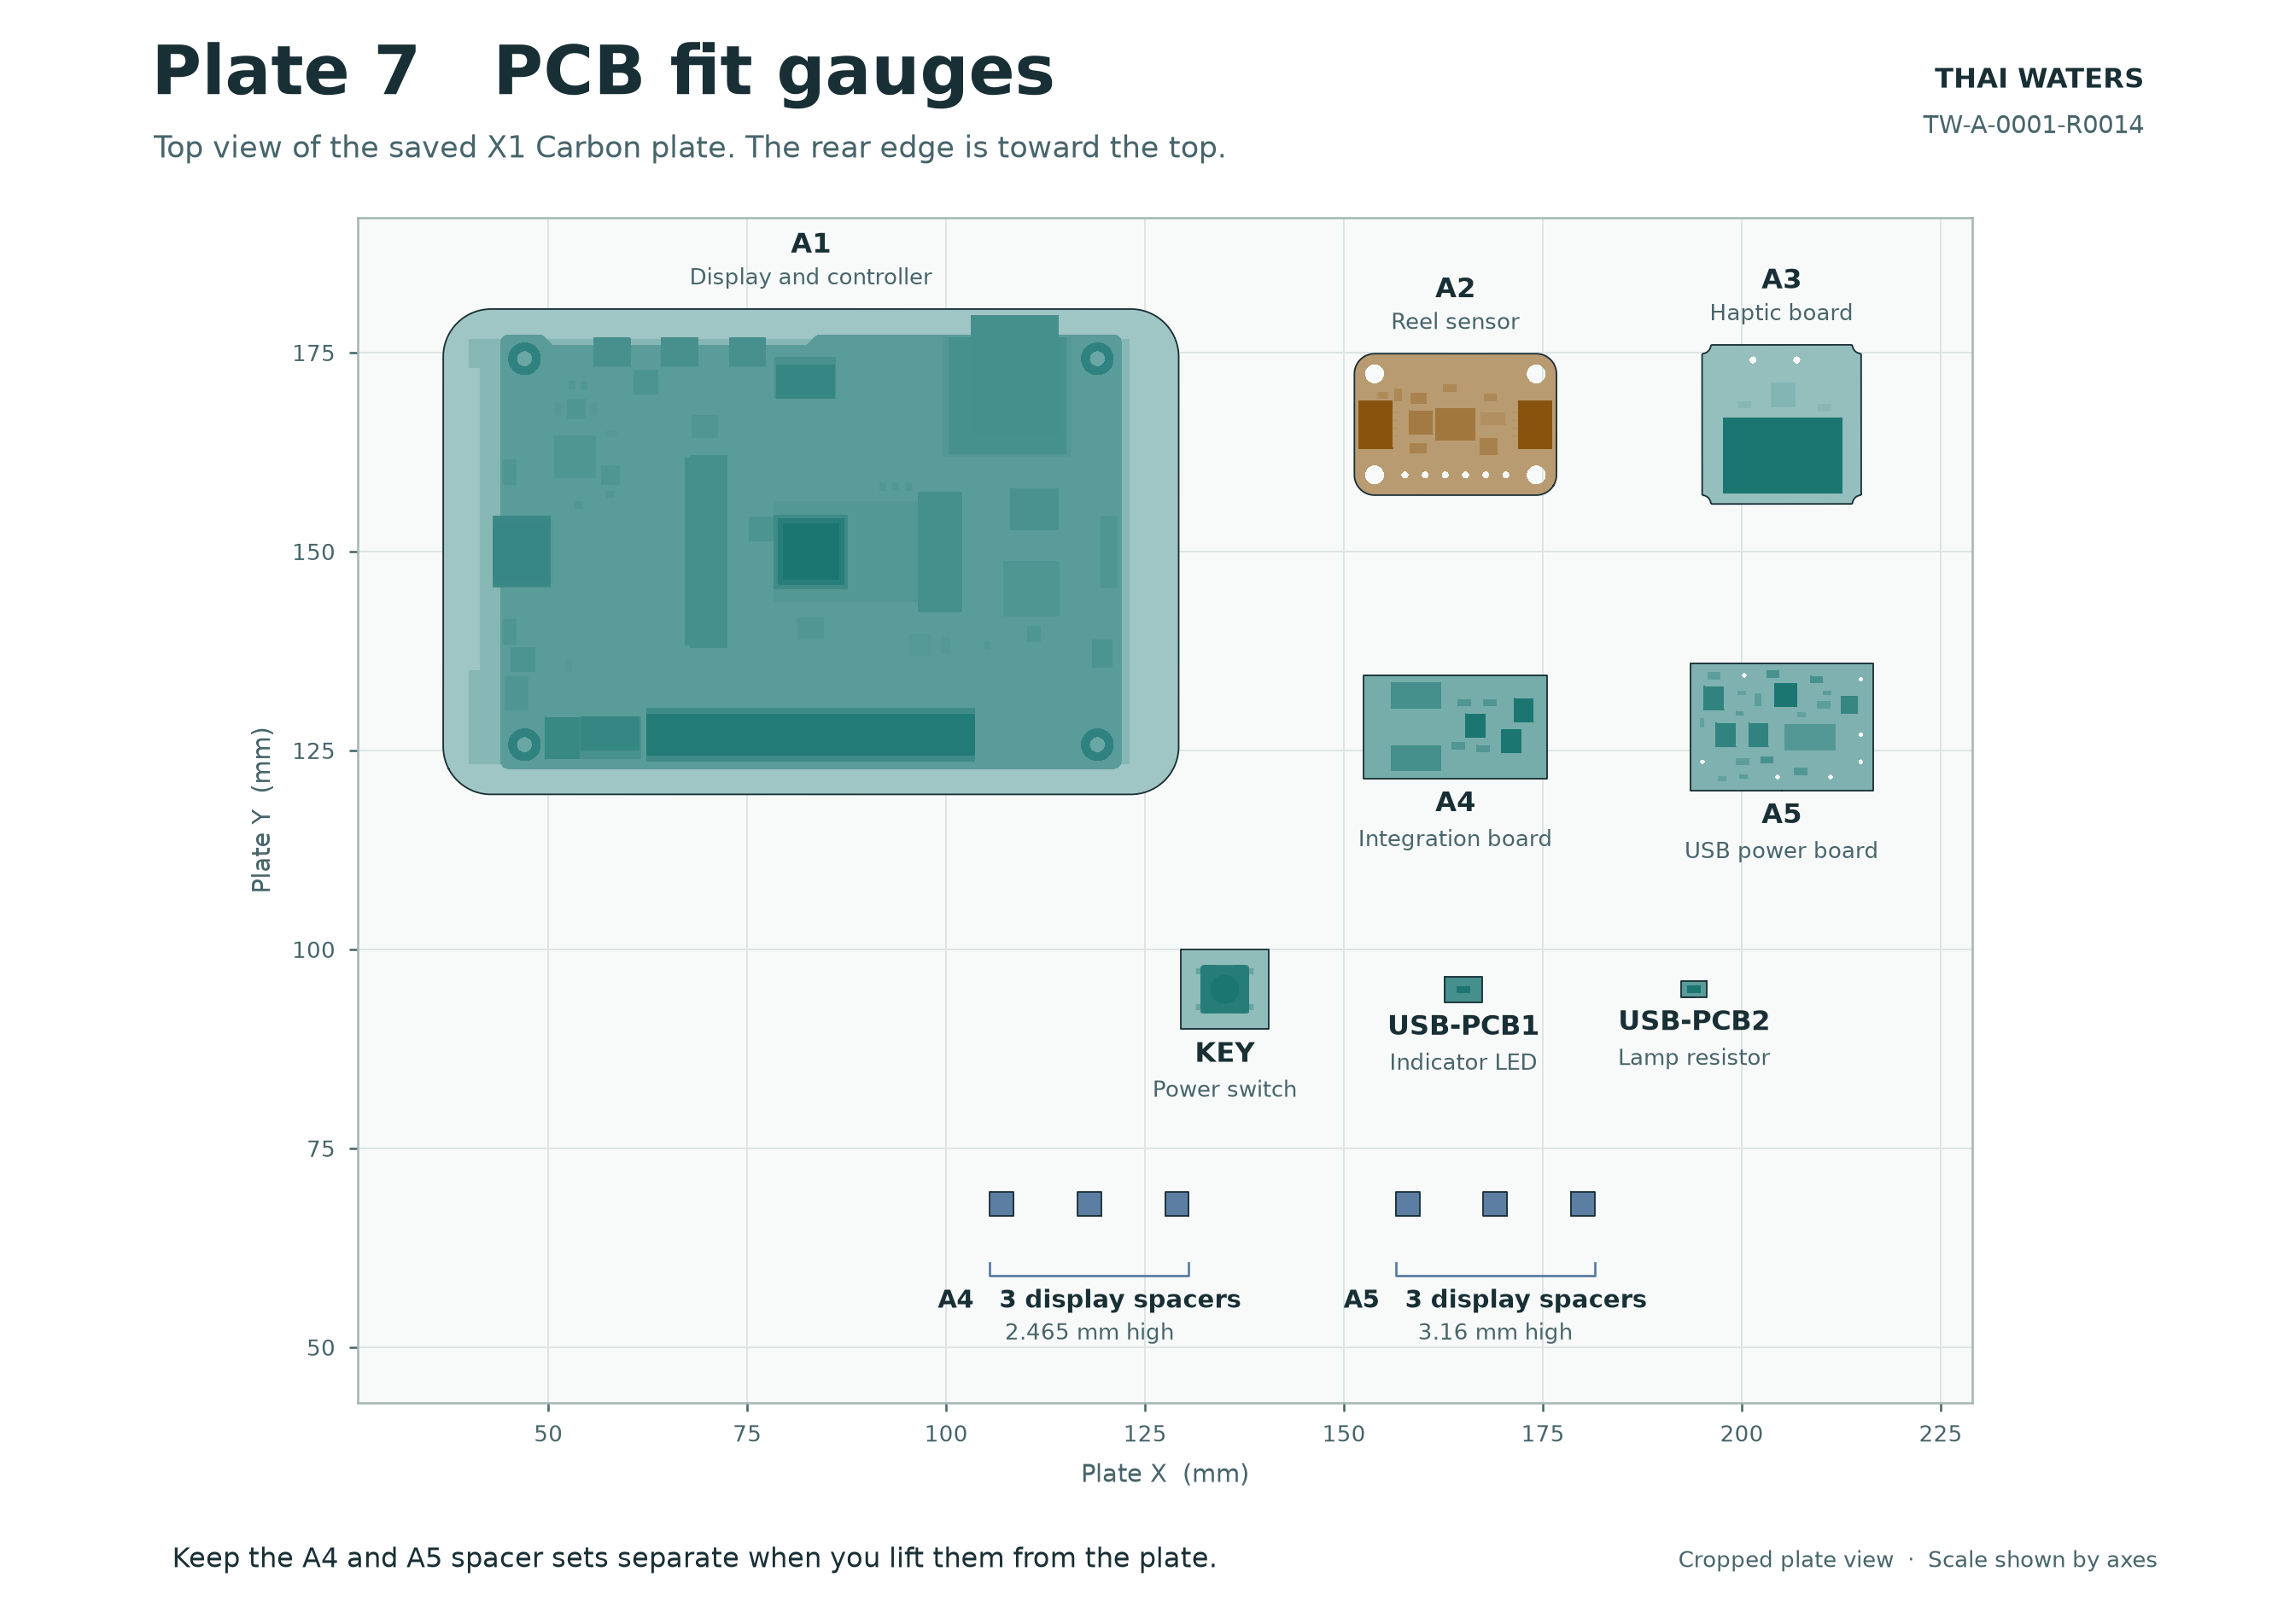 Plate 7   PCB fit gauges
THAI WATERS
Top view of the saved X1 Carbon plate. The rear edge is toward the top.
TW-A-0001-R0014
A1
Display and controller
A2
Reel sensor
A3
Haptic board
175
150
A4
Integration board
A5
USB power board
125
Plate Y (mm)
100
KEY
Power switch
USB-PCB1
Indicator LED
USB-PCB2
Lamp resistor
75
A4   3 display spacers
2.465 mm high
A5   3 display spacers
3.16 mm high
50
50 75 100 125 150 175 200 225
Plate X (mm)
Keep the A4 and A5 spacer sets separate when you lift them from the plate.
Cropped plate view · Scale shown by axes